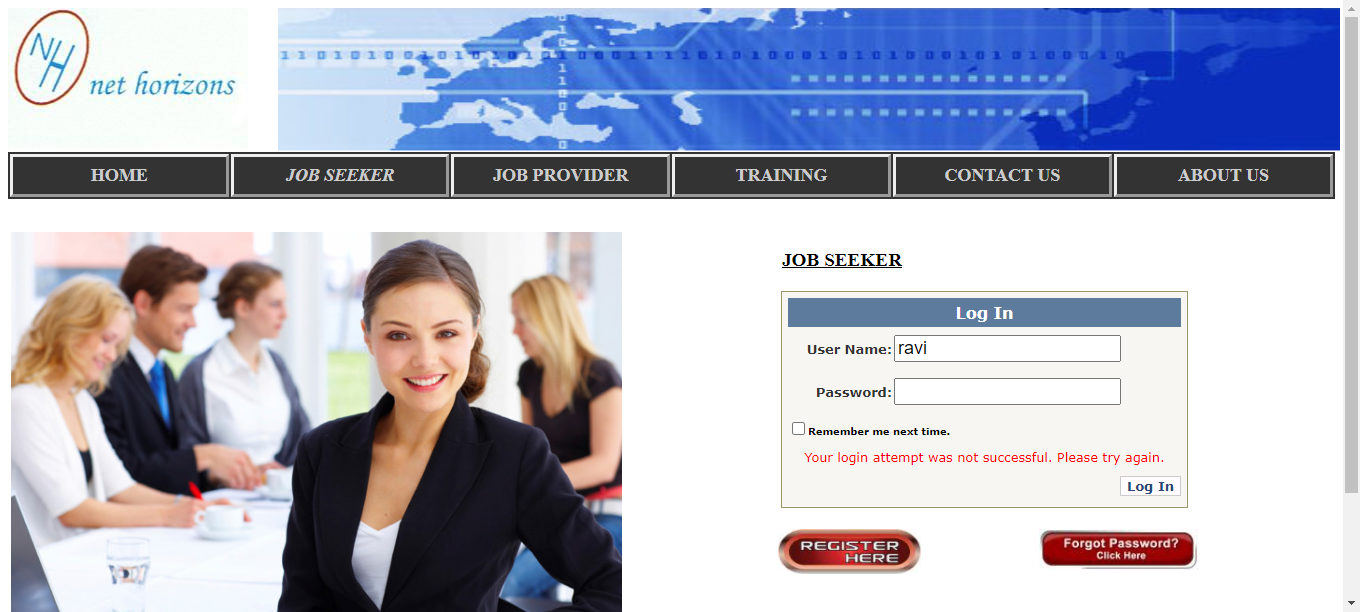 NH net horizons
HOME JOB SEEKER JOB PROVIDER TRAINING CONTACT US ABOUT US
JOB SEEKER
Log In
User Name: ravi
Password:
Remember me next time.
Your login attempt was not successful. Please try again.
Log In
REGISTER HERE
Forgot Password?
Click Here